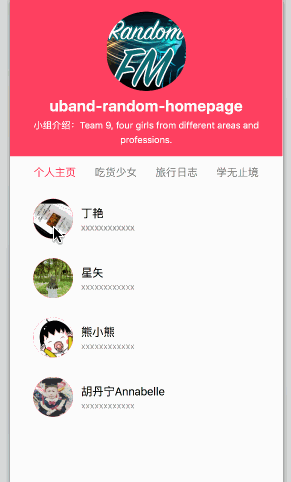 Random
FM
uband-random-homepage
小组介绍：Team 9, four girls from different areas and
professions.
个人主页 吃货少女 旅行日志 学无止境
丁艳
xxxxxxxxxxxx
星矢
xxxxxxxxxxxx
熊小熊
xxxxxxxxxxxx
胡丹宁Annabelle
xxxxxxxxxxxx